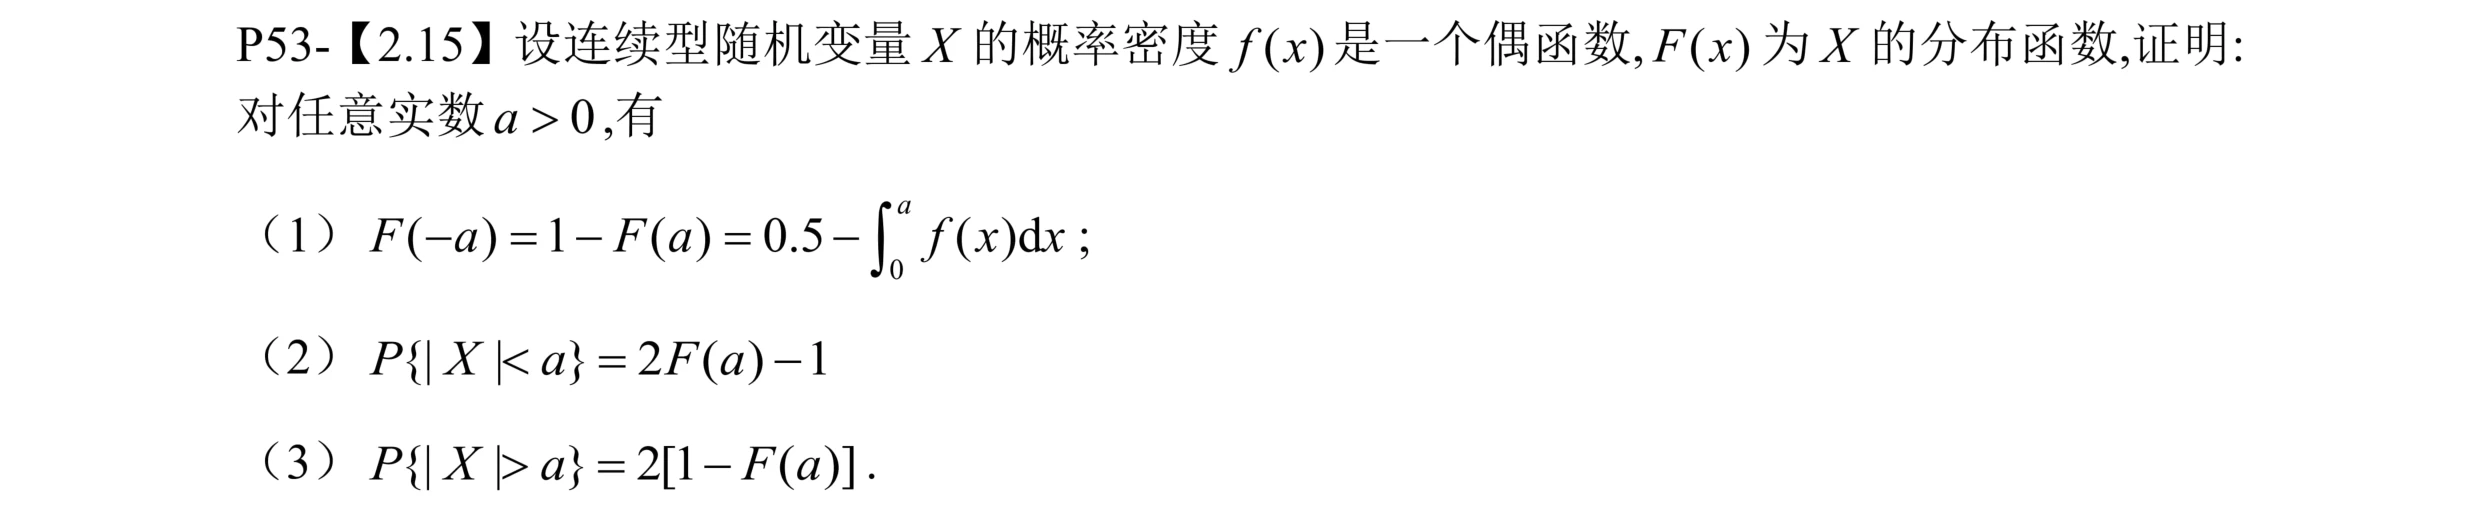 P53-【2.15】设连续型随机变量 X 的概率密度 f(x) 是一个偶函数, F(x) 为 X 的分布函数,证明:
对任意实数 a > 0 ,有
（1） F(−a) = 1 − F(a) = 0.5 − ∫₀ᵃ f(x)dx ;
（2） P{| X |< a} = 2F(a) − 1
（3） P{| X |> a} = 2[1 − F(a)] .